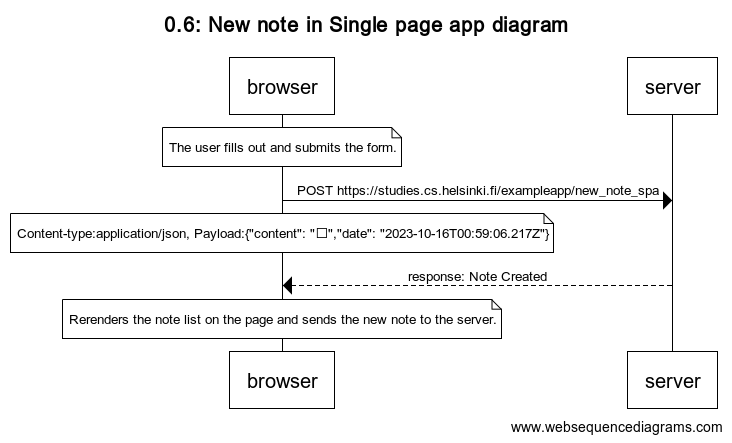 0.6: New note in Single page app diagram
browser
server
The user fills out and submits the form.
POST https://studies.cs.helsinki.fi/exampleapp/new_note_spa
Content-type:application/json, Payload:{"content": "□","date": "2023-10-16T00:59:06.217Z"}
response: Note Created
Rerenders the note list on the page and sends the new note to the server.
browser
server
www.websequencediagrams.com